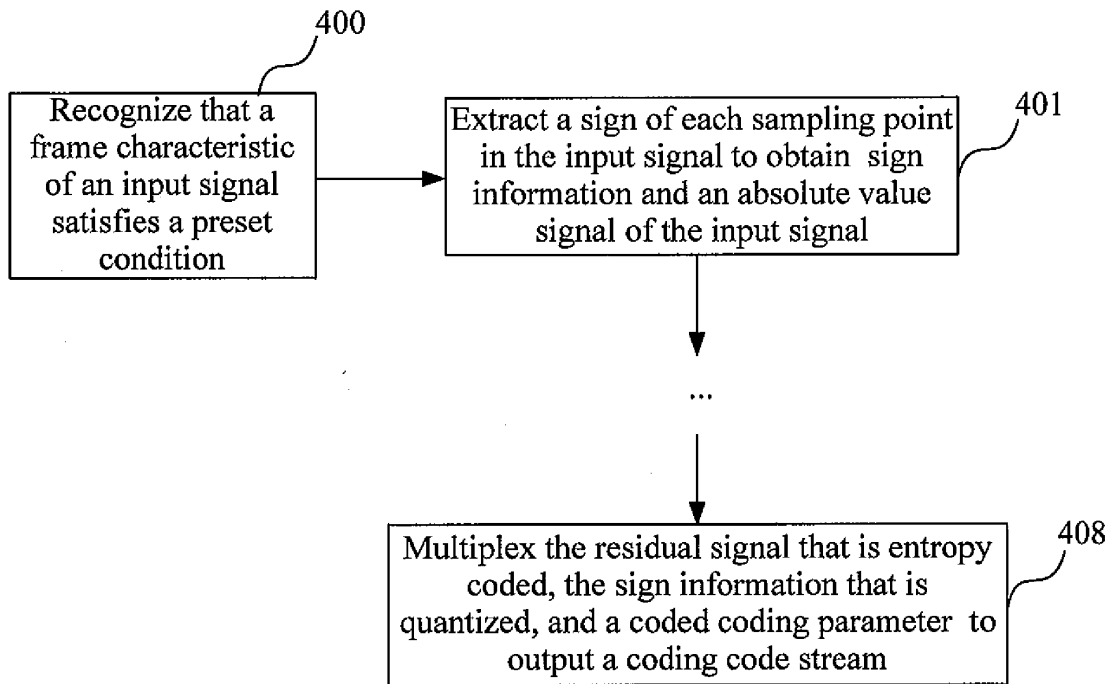 400
Recognize that a
frame characteristic
of an input signal
satisfies a preset
condition
401
Extract a sign of each sampling point
in the input signal to obtain sign
information and an absolute value
signal of the input signal
...
408
Multiplex the residual signal that is entropy
coded, the sign information that is
quantized, and a coded coding parameter to
output a coding code stream